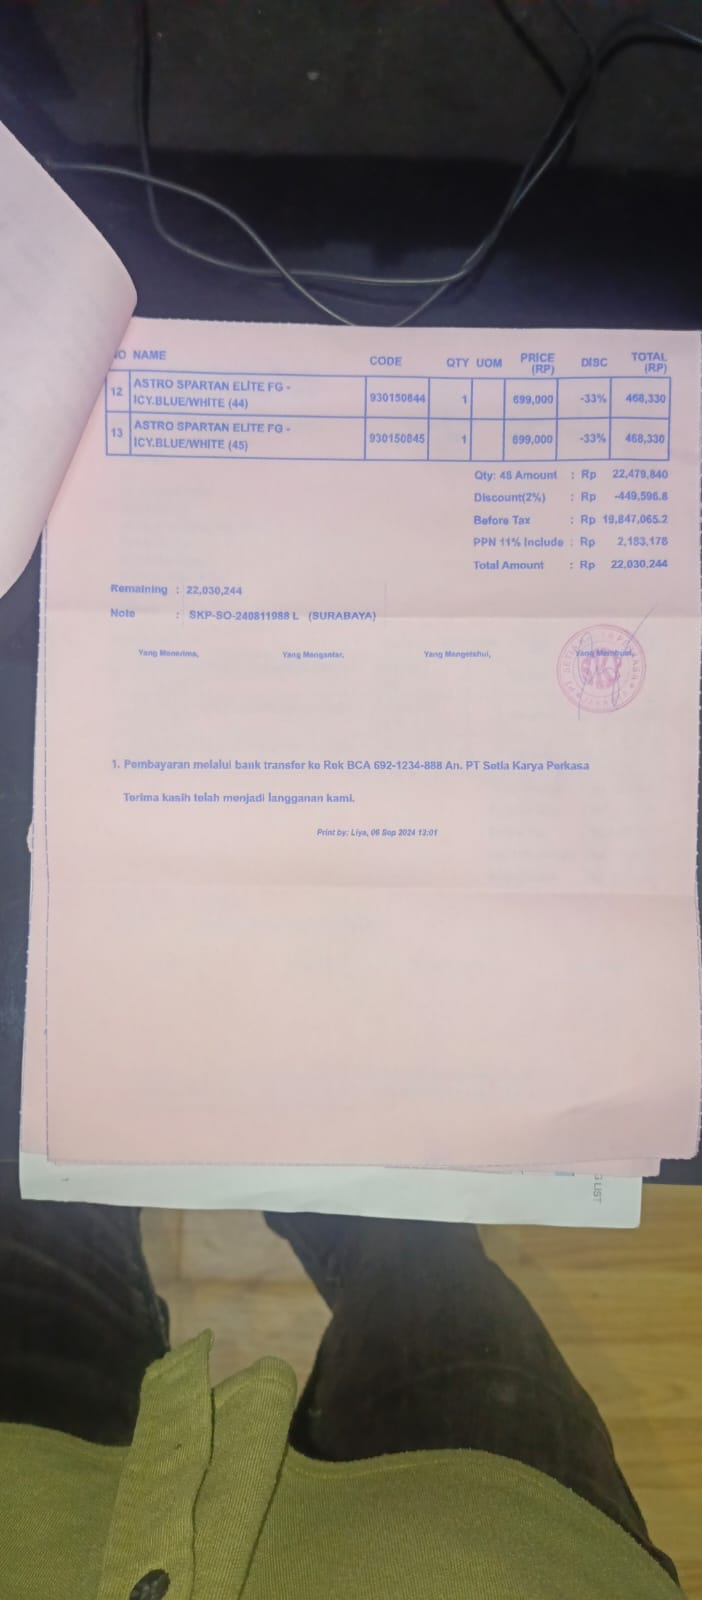 NO NAME CODE QTY UOM PRICE (RP) DISC TOTAL (RP)
12 ASTRO SPARTAN ELITE FG - 930150844 1 699,000 -33% 468,330
ICY.BLUE/WHITE (44)
13 ASTRO SPARTAN ELITE FG - 930150845 1 699,000 -33% 468,330
ICY.BLUE/WHITE (45)
Qty: 48 Amount : Rp 22,479,840
Discount(2%) : Rp -449,596.8
Before Tax : Rp 19,847,065.2
PPN 11% Include : Rp 2,183,178
Total Amount : Rp 22,030,244
Remaining : 22,030,244
Note : SKP-SO-240811988 L (SURABAYA)
Yang Menerima, Yang Mengantar, Yang Mengetahui, Yang Membuat,
SKP
1. Pembayaran melalui bank transfer ke Rek BCA 692-1234-888 An. PT Setia Karya Perkasa
Terima kasih telah menjadi langganan kami.
Print by: Liya, 06 Sep 2024 13:01
G LIST